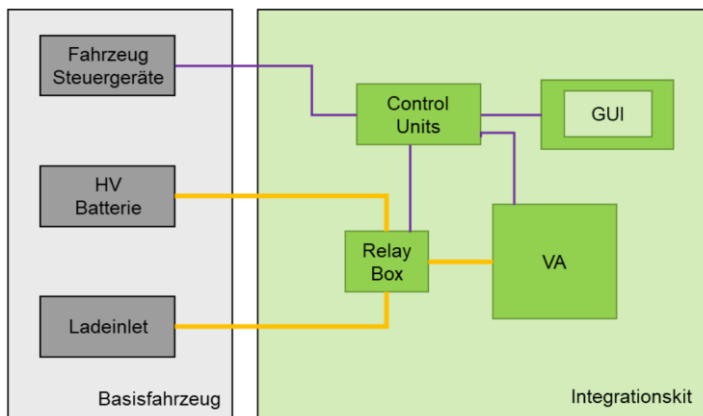 Fahrzeug
Steuergeräte
Control
Units
GUI
HV
Batterie
Relay
Box
VA
Ladeinlet
Basisfahrzeug
Integrationskit